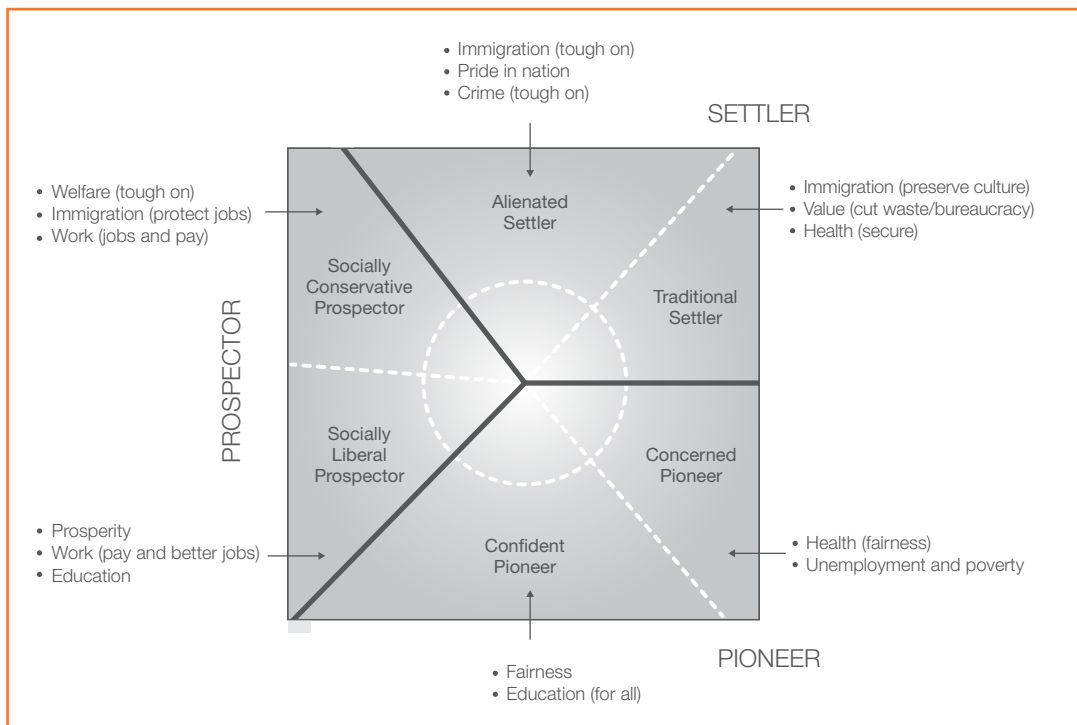 • Immigration (tough on)
• Pride in nation
• Crime (tough on)
SETTLER
• Welfare (tough on)
• Immigration (protect jobs)
• Work (jobs and pay)
Alienated
Settler
• Immigration (preserve culture)
• Value (cut waste/bureaucracy)
• Health (secure)
Socially
Conservative
Prospector
Traditional
Settler
PROSPECTOR
Socially
Liberal
Prospector
Concerned
Pioneer
• Prosperity
• Work (pay and better jobs)
• Education
Confident
Pioneer
• Health (fairness)
• Unemployment and poverty
PIONEER
• Fairness
• Education (for all)